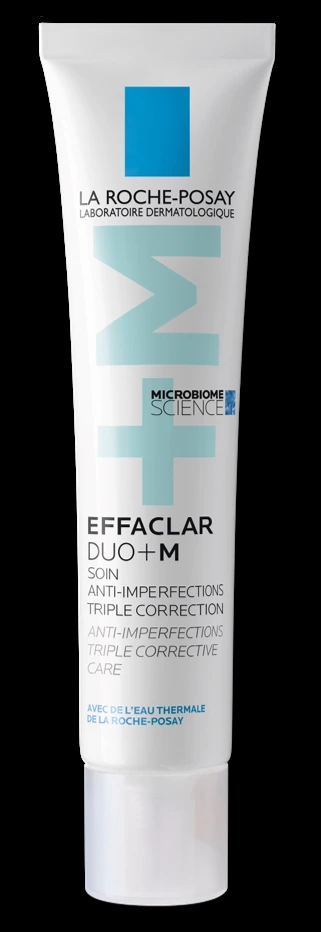 LA ROCHE-POSAY
LABORATOIRE DERMATOLOGIQUE
+M
MICROBIOME
SCIENCE
EFFACLAR
DUO+M
SOIN
ANTI-IMPERFECTIONS
TRIPLE CORRECTION
ANTI-IMPERFECTIONS
TRIPLE CORRECTIVE
CARE
AVEC DE L'EAU THERMALE
DE LA ROCHE-POSAY